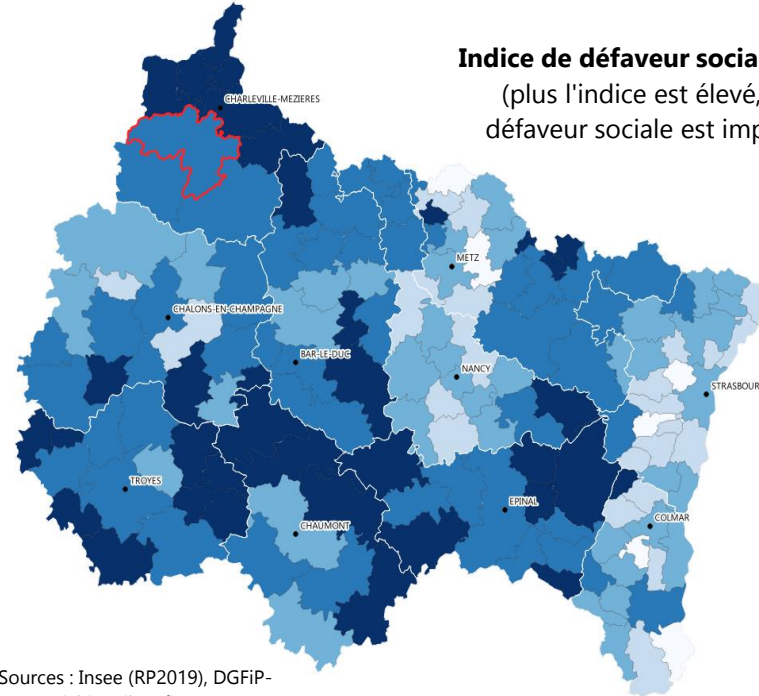 Indice de défaveur socia
(plus l'indice est élevé,
défaveur sociale est imp
CHARLEVILLE-MEZIERES
METZ
CHALONS-EN-CHAMPAGNE
BAR-LE-DUC
NANCY
STRASBOUR
TROYES
EPINAL
CHAUMONT
COLMAR
Sources : Insee (RP2019), DGFiP-